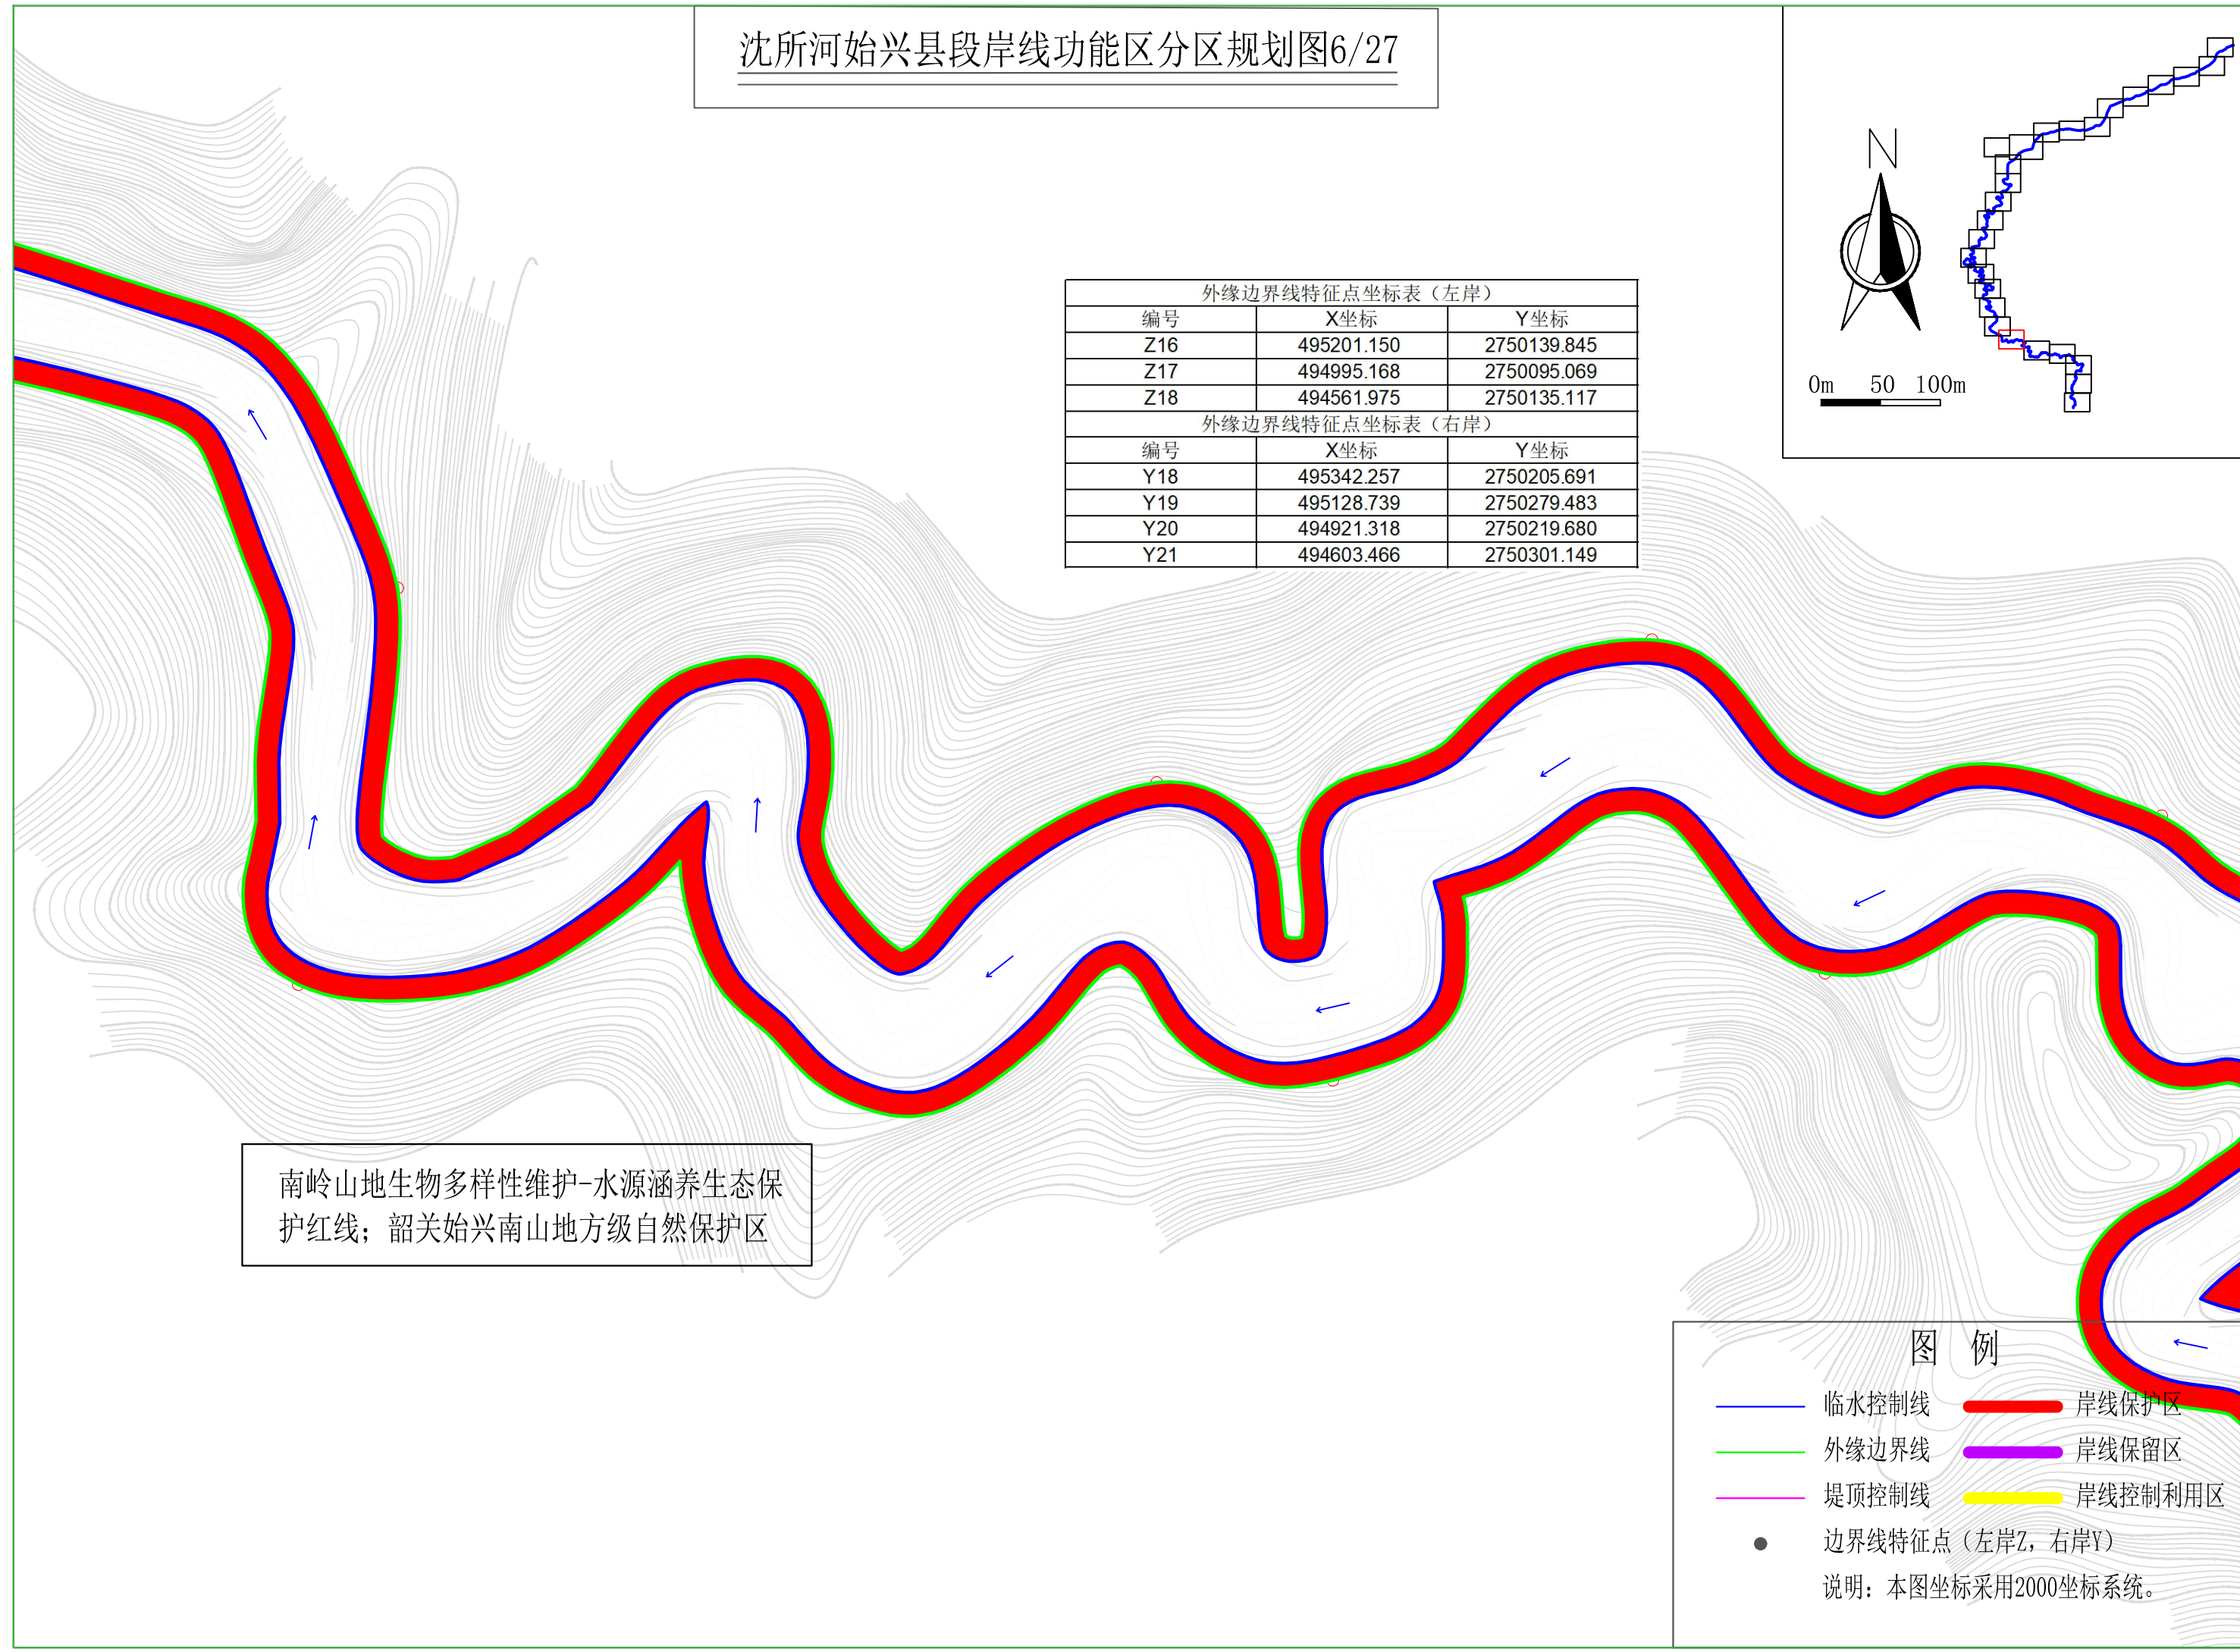 沈所河始兴县段岸线功能区分区规划图6/27
N
0m 50 100m
外缘边界线特征点坐标表（左岸）
编号 X坐标 Y坐标
Z16 495201.150 2750139.845
Z17 494995.168 2750095.069
Z18 494561.975 2750135.117
外缘边界线特征点坐标表（右岸）
编号 X坐标 Y坐标
Y18 495342.257 2750205.691
Y19 495128.739 2750279.483
Y20 494921.318 2750219.680
Y21 494603.466 2750301.149
南岭山地生物多样性维护-水源涵养生态保
护红线；韶关始兴南山地方级自然保护区
图 例
临水控制线 岸线保护区
外缘边界线 岸线保留区
堤顶控制线 岸线控制利用区
边界线特征点（左岸Z，右岸Y）
说明：本图坐标采用2000坐标系统。